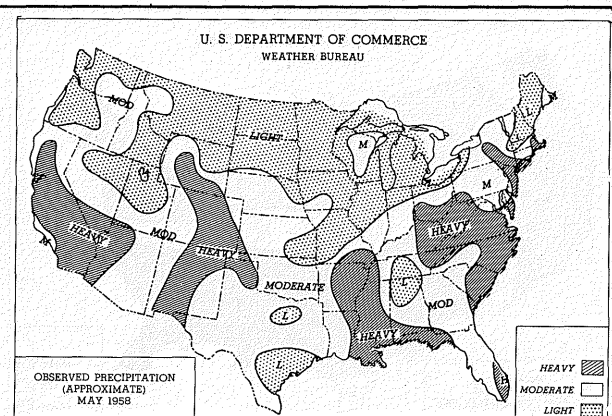 U. S. DEPARTMENT OF COMMERCE
WEATHER BUREAU
MOD
LIGHT
M
L
M
M
M
HEAVY
MOD
HEAVY
M
HEAVY
MODERATE
L
MOD
L
HEAVY
L
H
OBSERVED PRECIPITATION
(APPROXIMATE)
MAY 1958
HEAVY
MODERATE
LIGHT